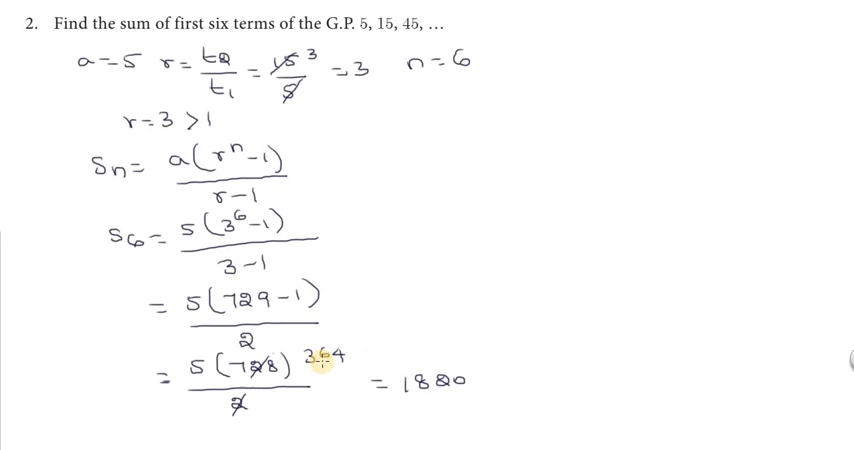 2. Find the sum of first six terms of the G.P. 5, 15, 45, …
a = 5 r = t2/t1 = 15/5 3 = 3 n = 6
r = 3 > 1
Sn = a(r^n - 1)/r - 1
S6 = 5(3^6 - 1)/3 - 1
= 5(729 - 1)/2
= 5(728)/2 364 = 1820